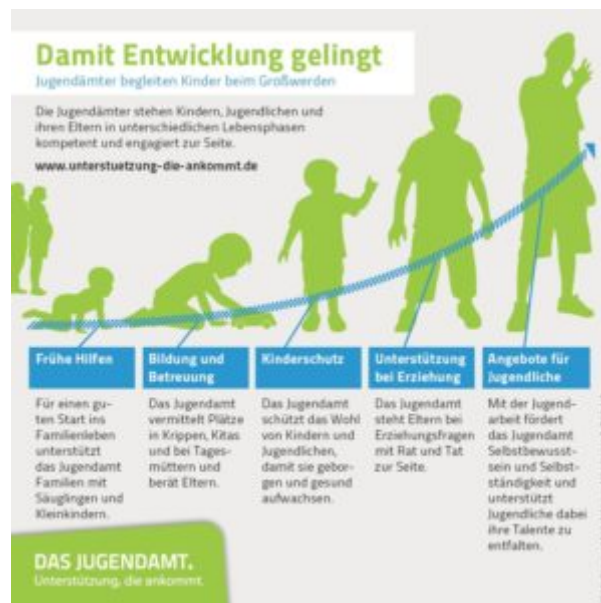 Damit Entwicklung gelingt
Jugendämter begleiten Kinder beim Großwerden
Die Jugendämter stehen Kindern, Jugendlichen und
ihren Eltern in unterschiedlichen Lebensphasen
kompetent und engagiert zur Seite.
www.unterstuetzung-die-ankommt.de
Frühe Hilfen
Für einen gu-
ten Start ins
Familienleben
unterstützt
das Jugendamt
Familien mit
Säuglingen und
Kleinkindern.
Bildung und
Betreuung
Das Jugendamt
vermittelt Plätze
in Krippen, Kitas
und bei Tages-
müttern und
berät Eltern.
Kinderschutz
Das Jugendamt
schützt das Wohl
von Kindern und
Jugendlichen,
damit sie gebor-
gen und gesund
aufwachsen.
Unterstützung
bei Erziehung
Das Jugendamt
steht Eltern bei
Erziehungsfragen
mit Rat und Tat
zur Seite.
Angebote für
Jugendliche
Mit der Jugend-
arbeit fördert
das Jugendamt
Selbstbewusst-
sein und Selbst-
ständigkeit und
unterstützt
Jugendliche dabei
ihre Talente zu
entfalten.
DAS JUGENDAMT.
Unterstützung, die ankommt.